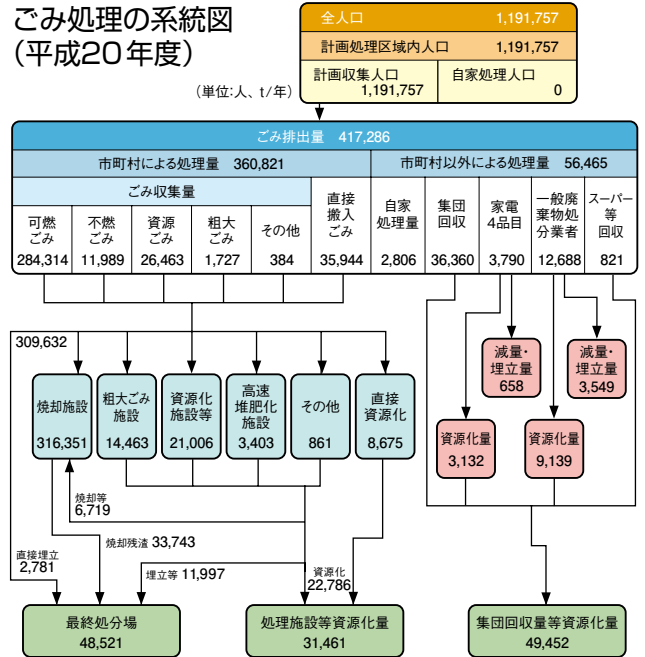 ごみ処理の系統図
(平成20年度)
全人口 1,191,757
計画処理区域内人口 1,191,757
計画収集人口
1,191,757
自家処理人口
0
(単位:人、t/年)
ごみ排出量 417,286
市町村による処理量 360,821
市町村以外による処理量 56,465
ごみ収集量
可燃
ごみ
284,314
不燃
ごみ
11,989
資源
ごみ
26,463
粗大
ごみ
1,727
その他
384
直接
搬入
ごみ
35,944
自家
処理量
2,806
集団
回収
36,360
家電
4品目
3,790
一般廃
棄物処
分業者
12,688
スーパー
等
回収
821
309,632
焼却施設
316,351
粗大ごみ
施設
14,463
資源化
施設等
21,006
高速
堆肥化
施設
3,403
その他
861
直接
資源化
8,675
減量・
埋立量
658
減量・
埋立量
3,549
資源化量
3,132
資源化量
9,139
焼却等
6,719
焼却残渣 33,743
直接埋立
2,781
埋立等 11,997
資源化
22,786
最終処分場
48,521
処理施設等資源化量
31,461
集団回収量等資源化量
49,452